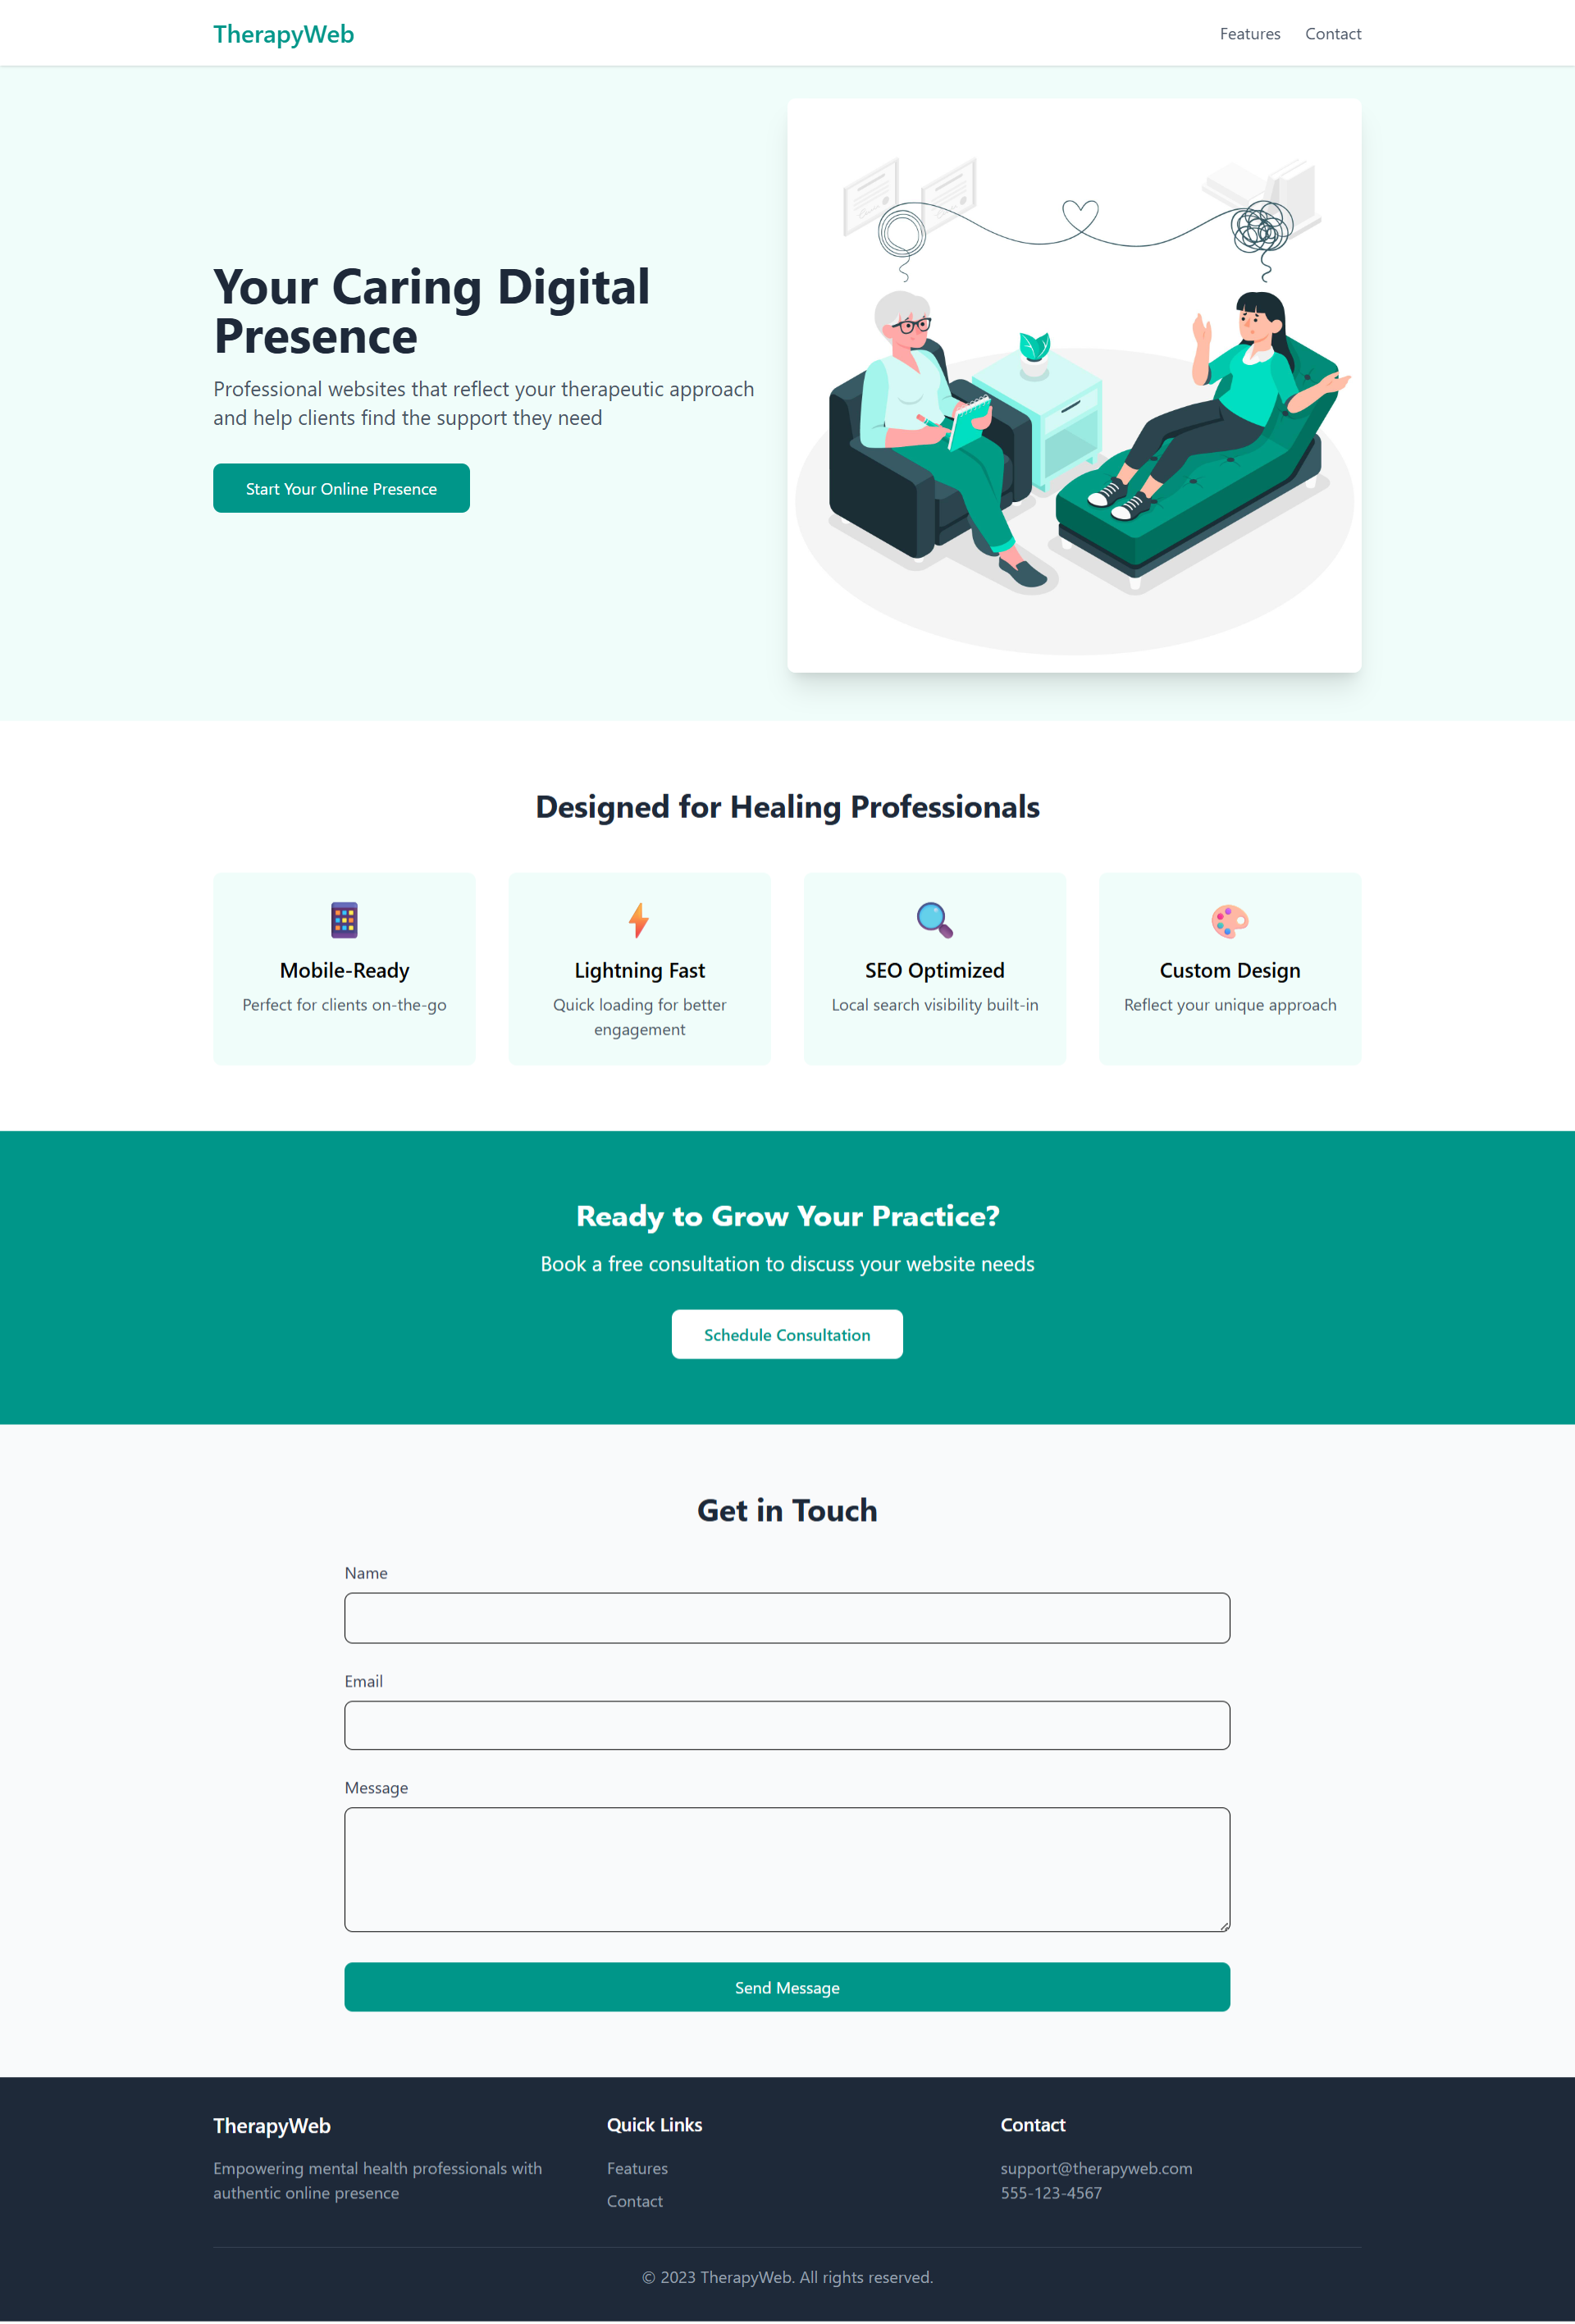 TherapyWeb
Features
Contact
Your Caring Digital
Presence
Professional websites that reflect your therapeutic approach
and help clients find the support they need
Start Your Online Presence
Designed for Healing Professionals
Mobile-Ready
Perfect for clients on-the-go
Lightning Fast
Quick loading for better
engagement
SEO Optimized
Local search visibility built-in
Custom Design
Reflect your unique approach
Ready to Grow Your Practice?
Book a free consultation to discuss your website needs
Schedule Consultation
Get in Touch
Name
Email
Message
Send Message
TherapyWeb
Empowering mental health professionals with
authentic online presence
Quick Links
Features
Contact
Contact
support@therapyweb.com
555-123-4567
© 2023 TherapyWeb. All rights reserved.